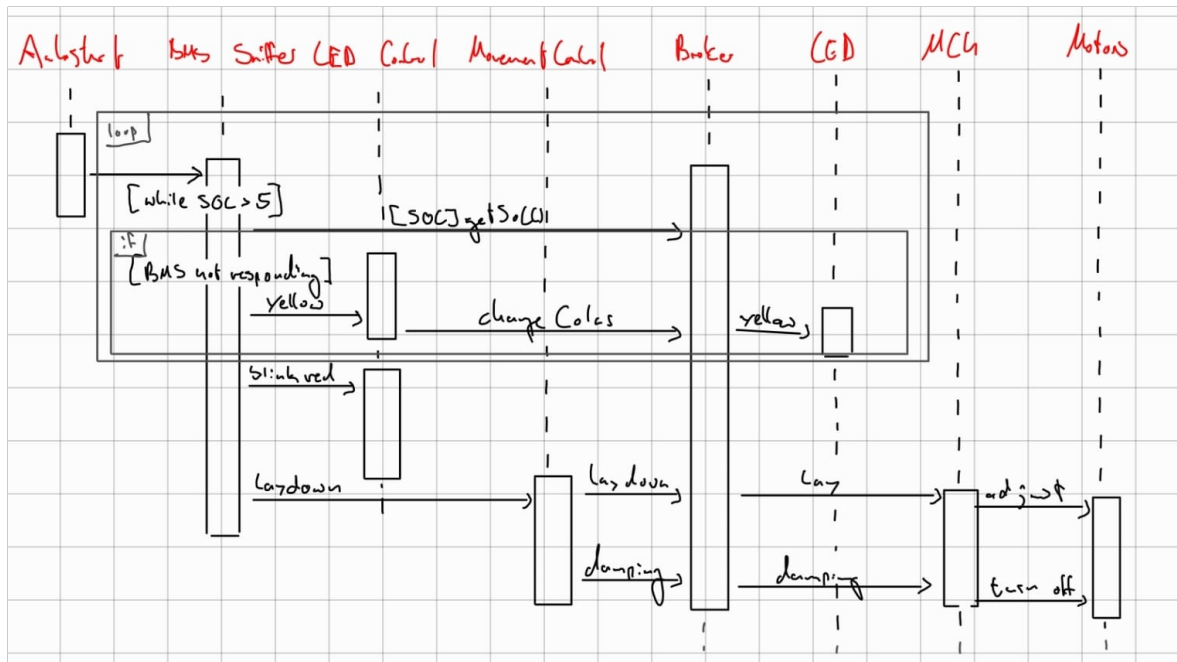 Autostart BMS Sniffer LED Control Movement Control Broker LED MCU Motors
loop
[while SOC > 5]
[SOC] getSoC()
if
[BMS not responding]
yellow
change Colors
yellow
blink red
Laydown
Lay down
Lay
adjust
damping
damping
turn off